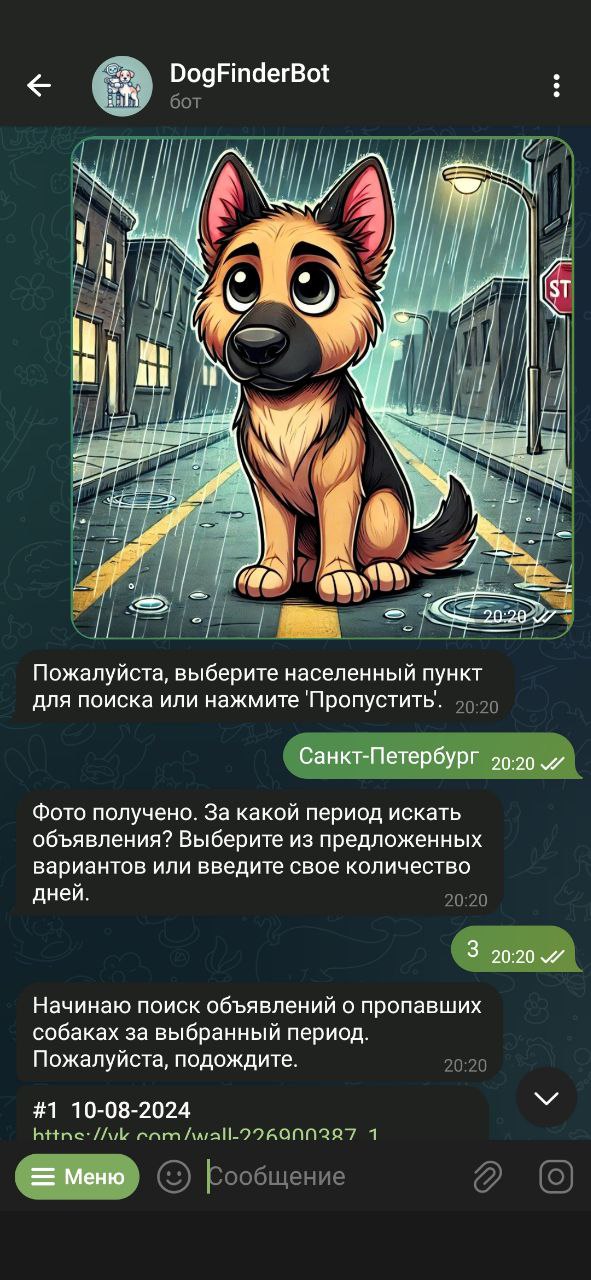 DogFinderBot
бот
ST
20:20
Пожалуйста, выберите населенный пункт
для поиска или нажмите 'Пропустить'. 20:20
Санкт-Петербург 20:20
Фото получено. За какой период искать
объявления? Выберите из предложенных
вариантов или введите свое количество
дней. 20:20
3 20:20
Начинаю поиск объявлений о пропавших
собаках за выбранный период.
Пожалуйста, подождите. 20:20
#1 10-08-2024
https://vk.com/wall-226900387_1
Меню Сообщение